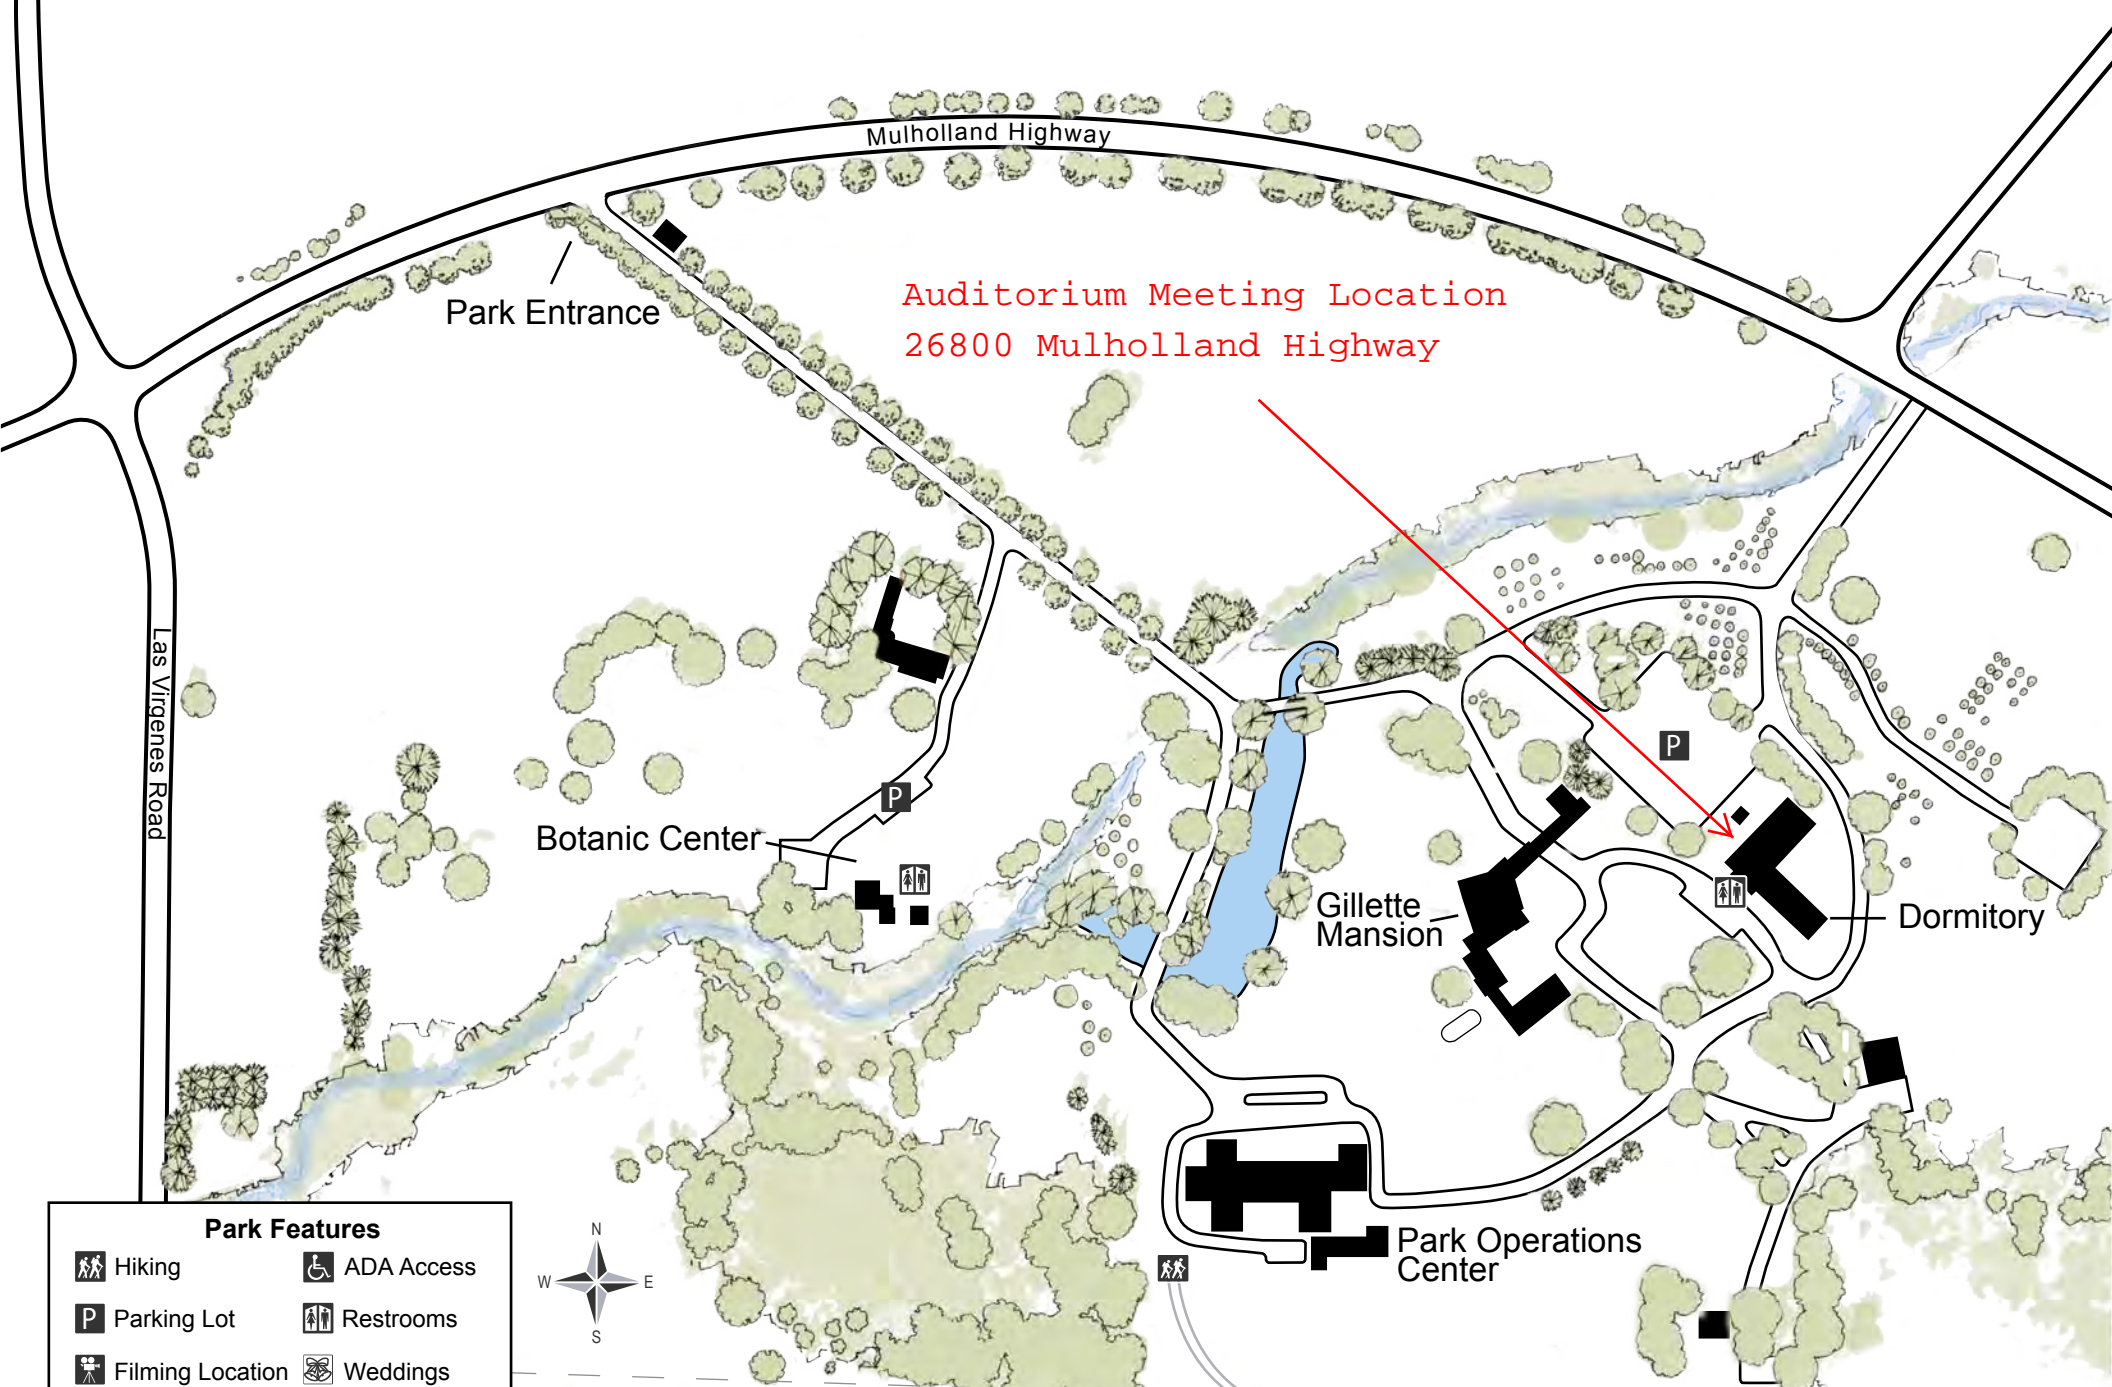 Mulholland Highway
Park Entrance
Auditorium Meeting Location
26800 Mulholland Highway
Las Virgenes Road
P
P
Botanic Center
Gillette
Mansion
Dormitory
Park Operations
Center
Park Features
Hiking
ADA Access
P Parking Lot
Restrooms
Filming Location
Weddings
N
W E
S